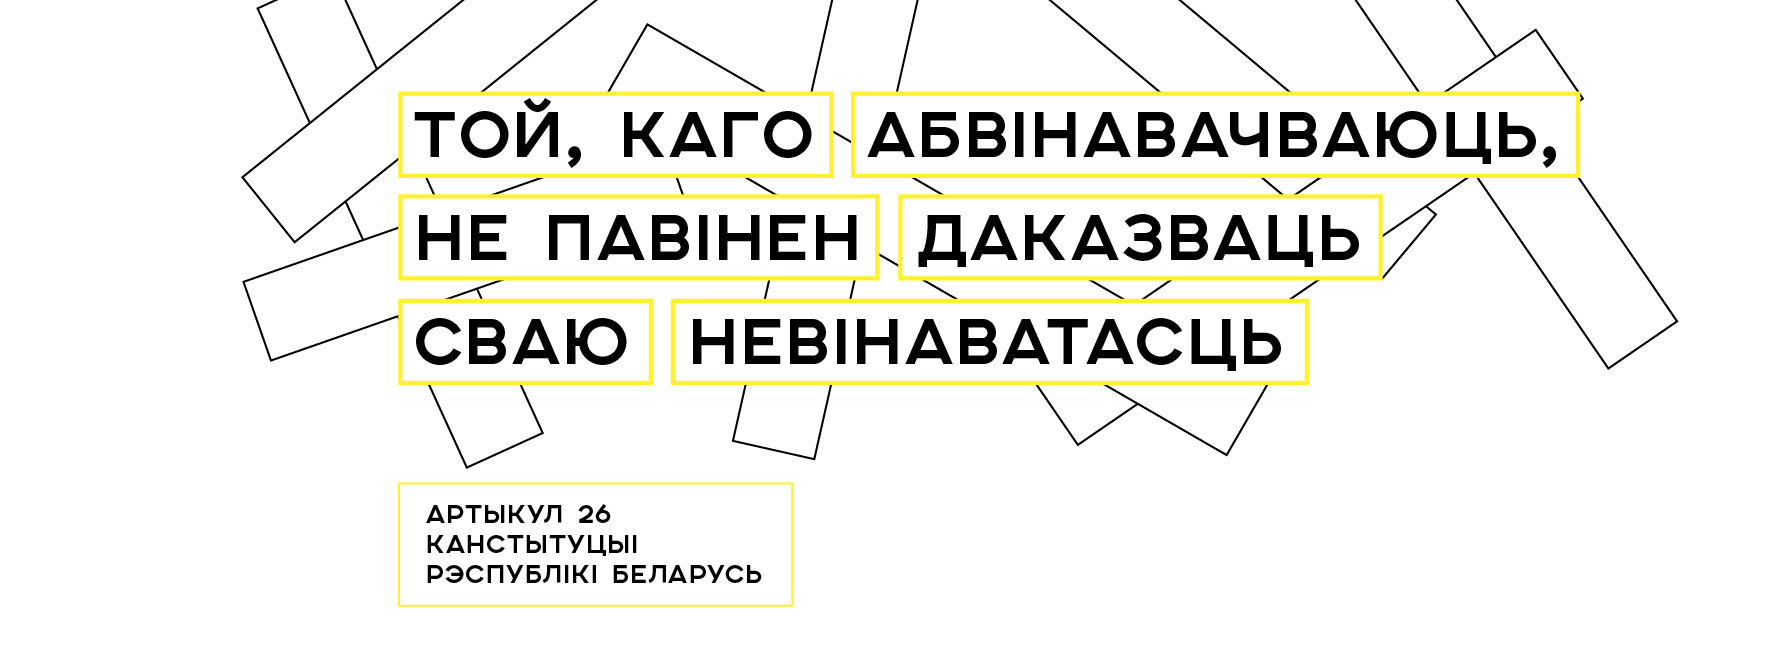 ТОЙ, КАГО АБВІНАВАЧВАЮЦЬ,
НЕ ПАВІНЕН ДАКАЗВАЦЬ
СВАЮ НЕВІНАВАТАСЦЬ
АРТЫКУЛ 26
КАНСТЫТУЦЫІ
РЭСПУБЛІКІ БЕЛАРУСЬ